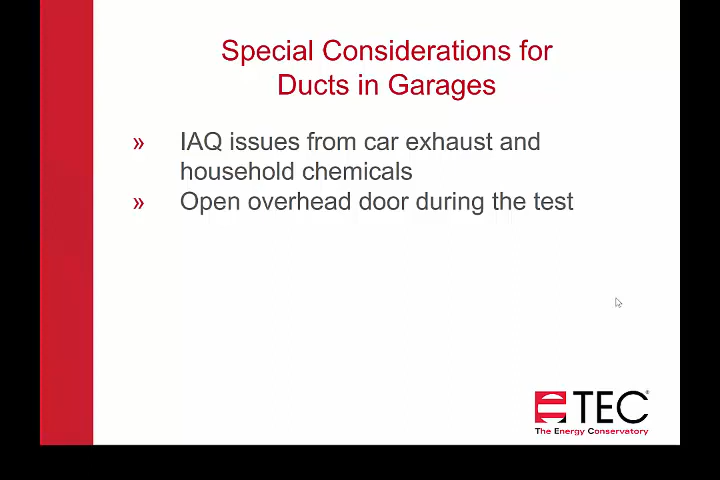 Special Considerations for
Ducts in Garages
» IAQ issues from car exhaust and
household chemicals
» Open overhead door during the test
TEC®
The Energy Conservatory